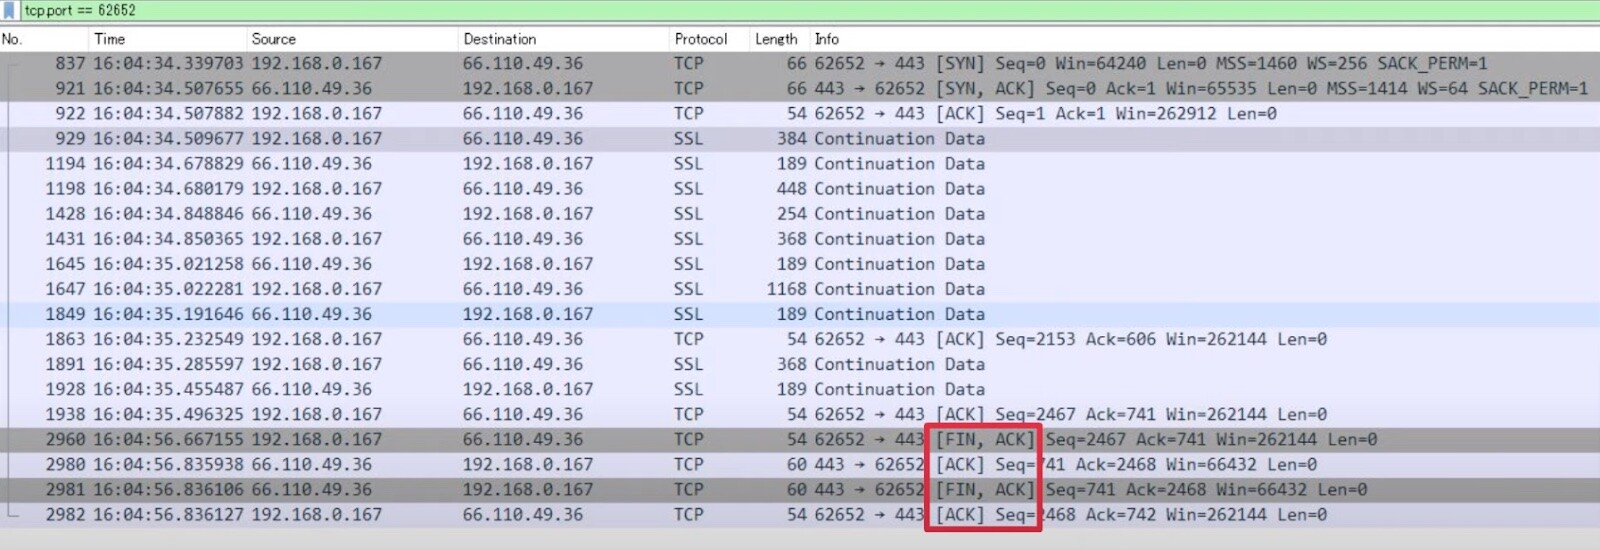 tcp.port == 62652
No. Time Source Destination Protocol Length Info
837 16:04:34.339703 192.168.0.167 66.110.49.36 TCP 66 62652 → 443 [SYN] Seq=0 Win=64240 Len=0 MSS=1460 WS=256 SACK_PERM=1
921 16:04:34.507655 66.110.49.36 192.168.0.167 TCP 66 443 → 62652 [SYN, ACK] Seq=0 Ack=1 Win=65535 Len=0 MSS=1414 WS=64 SACK_PERM=1
922 16:04:34.507882 192.168.0.167 66.110.49.36 TCP 54 62652 → 443 [ACK] Seq=1 Ack=1 Win=262912 Len=0
929 16:04:34.509677 192.168.0.167 66.110.49.36 SSL 384 Continuation Data
1194 16:04:34.678829 66.110.49.36 192.168.0.167 SSL 189 Continuation Data
1198 16:04:34.680179 192.168.0.167 66.110.49.36 SSL 448 Continuation Data
1428 16:04:34.848846 66.110.49.36 192.168.0.167 SSL 254 Continuation Data
1431 16:04:34.850365 192.168.0.167 66.110.49.36 SSL 368 Continuation Data
1645 16:04:35.021258 66.110.49.36 192.168.0.167 SSL 189 Continuation Data
1647 16:04:35.022281 192.168.0.167 66.110.49.36 SSL 1168 Continuation Data
1849 16:04:35.191646 66.110.49.36 192.168.0.167 SSL 189 Continuation Data
1863 16:04:35.232549 192.168.0.167 66.110.49.36 TCP 54 62652 → 443 [ACK] Seq=2153 Ack=606 Win=262144 Len=0
1891 16:04:35.285597 192.168.0.167 66.110.49.36 SSL 368 Continuation Data
1928 16:04:35.455487 66.110.49.36 192.168.0.167 SSL 189 Continuation Data
1938 16:04:35.496325 192.168.0.167 66.110.49.36 TCP 54 62652 → 443 [ACK] Seq=2467 Ack=741 Win=262144 Len=0
2960 16:04:56.667155 192.168.0.167 66.110.49.36 TCP 54 62652 → 443 [FIN, ACK] Seq=2467 Ack=741 Win=262144 Len=0
2980 16:04:56.835938 66.110.49.36 192.168.0.167 TCP 60 443 → 62652 [ACK] Seq=741 Ack=2468 Win=66432 Len=0
2981 16:04:56.836106 66.110.49.36 192.168.0.167 TCP 60 443 → 62652 [FIN, ACK] Seq=741 Ack=2468 Win=66432 Len=0
2982 16:04:56.836127 192.168.0.167 66.110.49.36 TCP 54 62652 → 443 [ACK] Seq=2468 Ack=742 Win=262144 Len=0